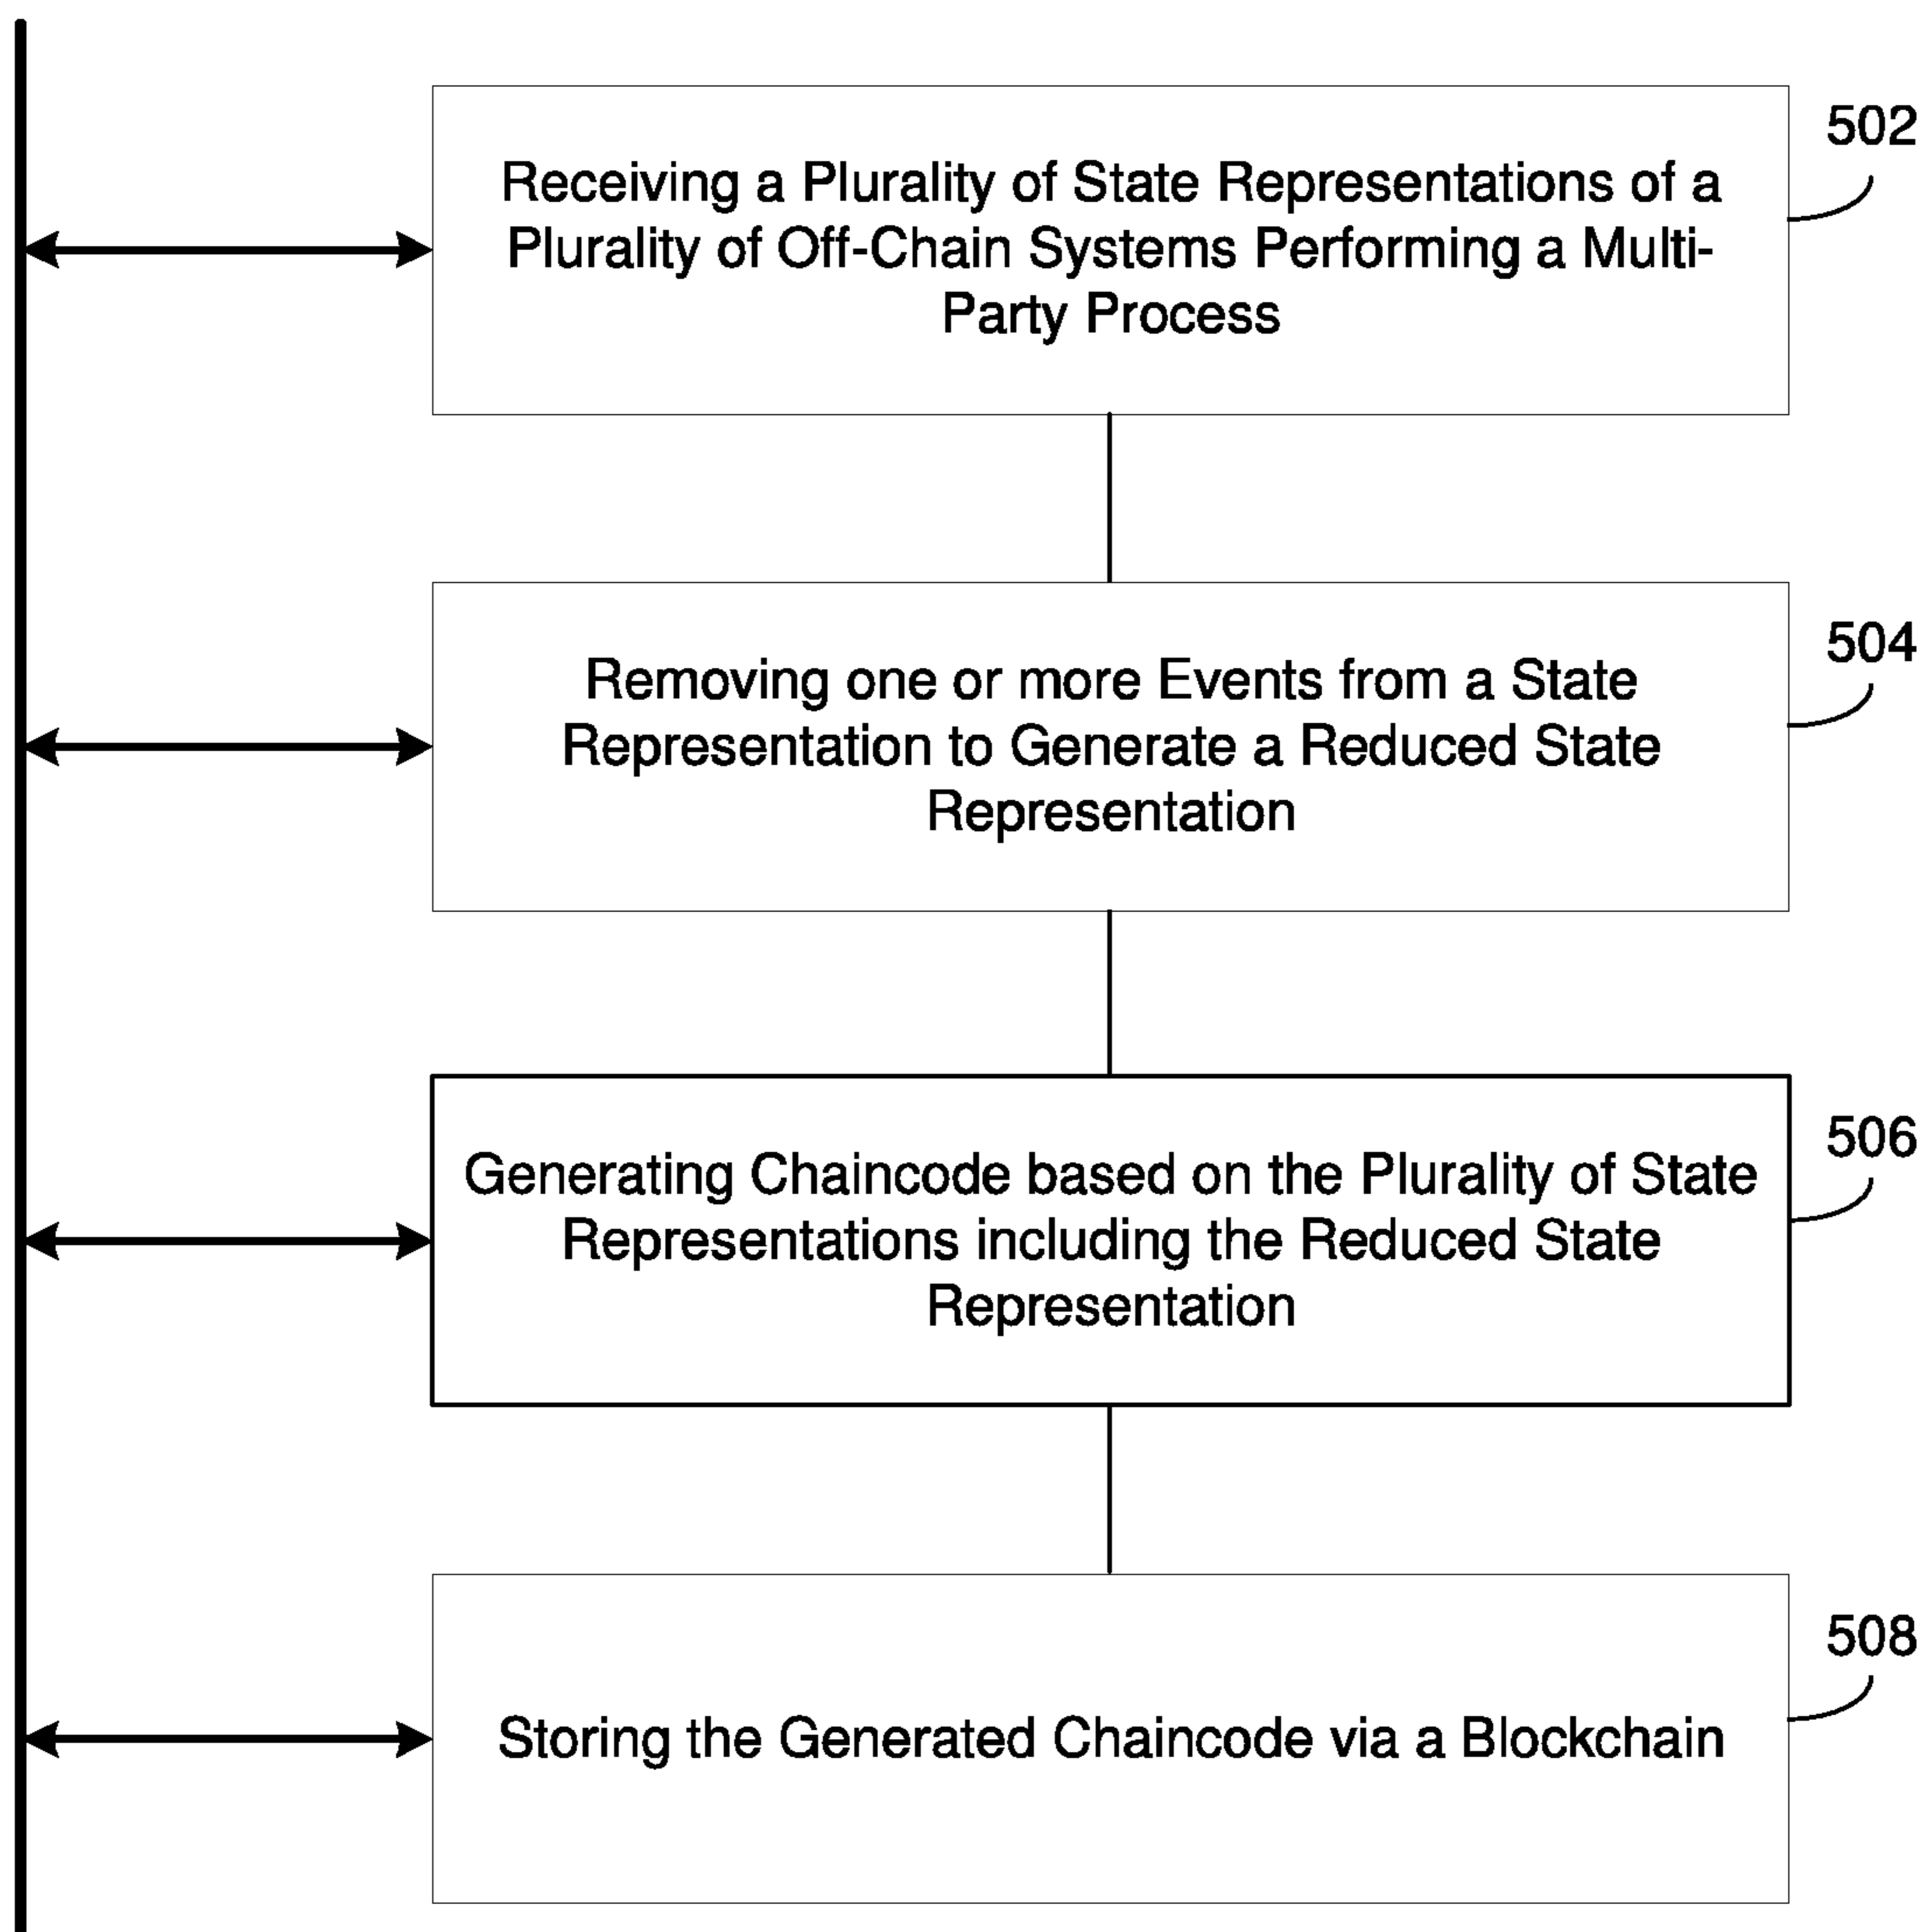 502
Receiving a Plurality of State Representations of a
Plurality of Off-Chain Systems Performing a Multi-
Party Process
504
Removing one or more Events from a State
Representation to Generate a Reduced State
Representation
506
Generating Chaincode based on the Plurality of State
Representations including the Reduced State
Representation
508
Storing the Generated Chaincode via a Blockchain